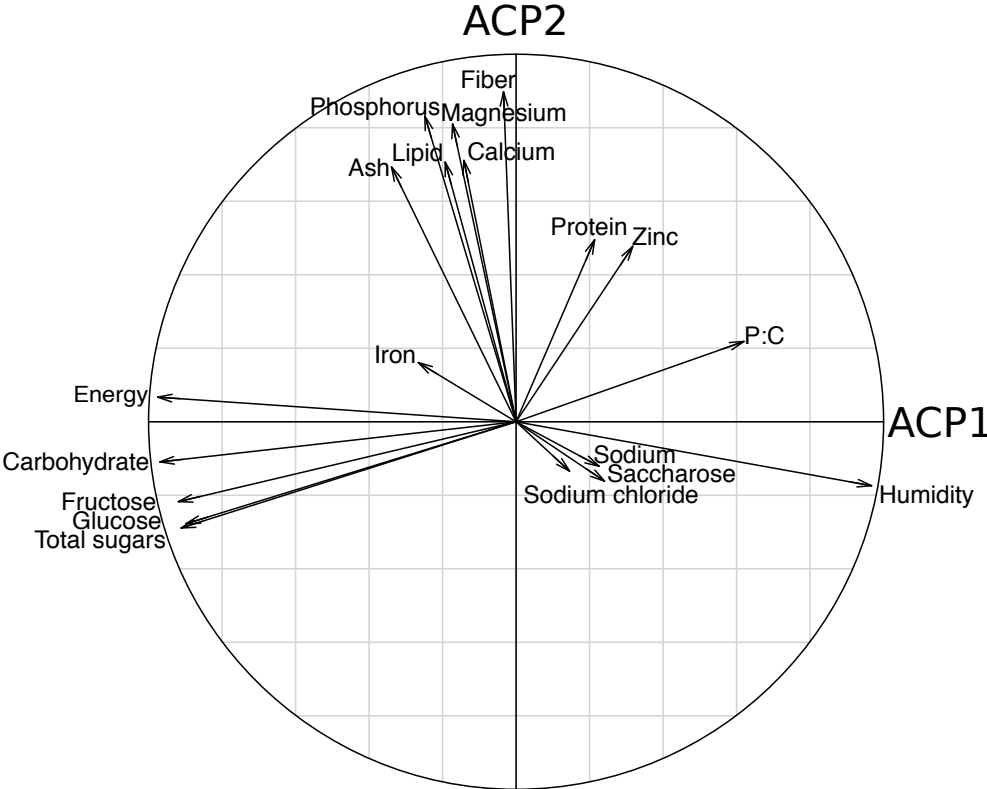 ACP2
Fiber
Phosphorus
Magnesium
Lipid
Calcium
Ash
Protein
Zinc
P:C
Iron
Energy
ACP1
Carbohydrate
Sodium
Saccharose
Sodium chloride
Humidity
Fructose
Glucose
Total sugars